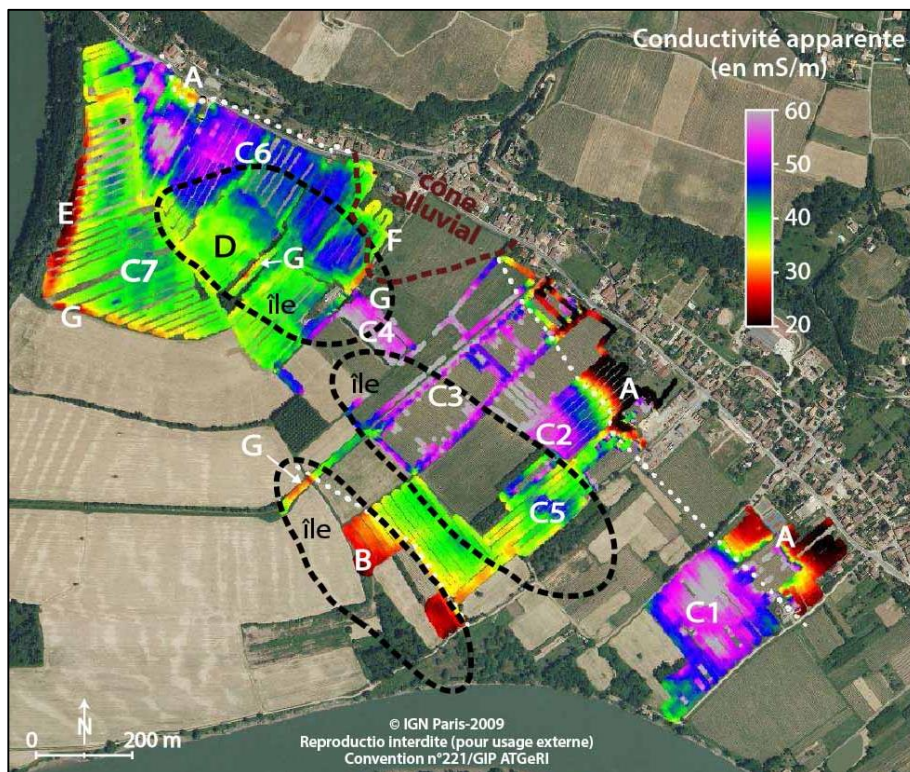 Conductivité apparente
(en mS/m)
60
50
40
30
20
A
C6
cône
alluvial
E
D
F
G
C7
île
G
G
C4
île
C3
A
C2
G
C5
île
B
A
C1
N
0 200 m
© IGN Paris-2009
Reproductio interdite (pour usage externe)
Convention n°221/GIP ATGeRI